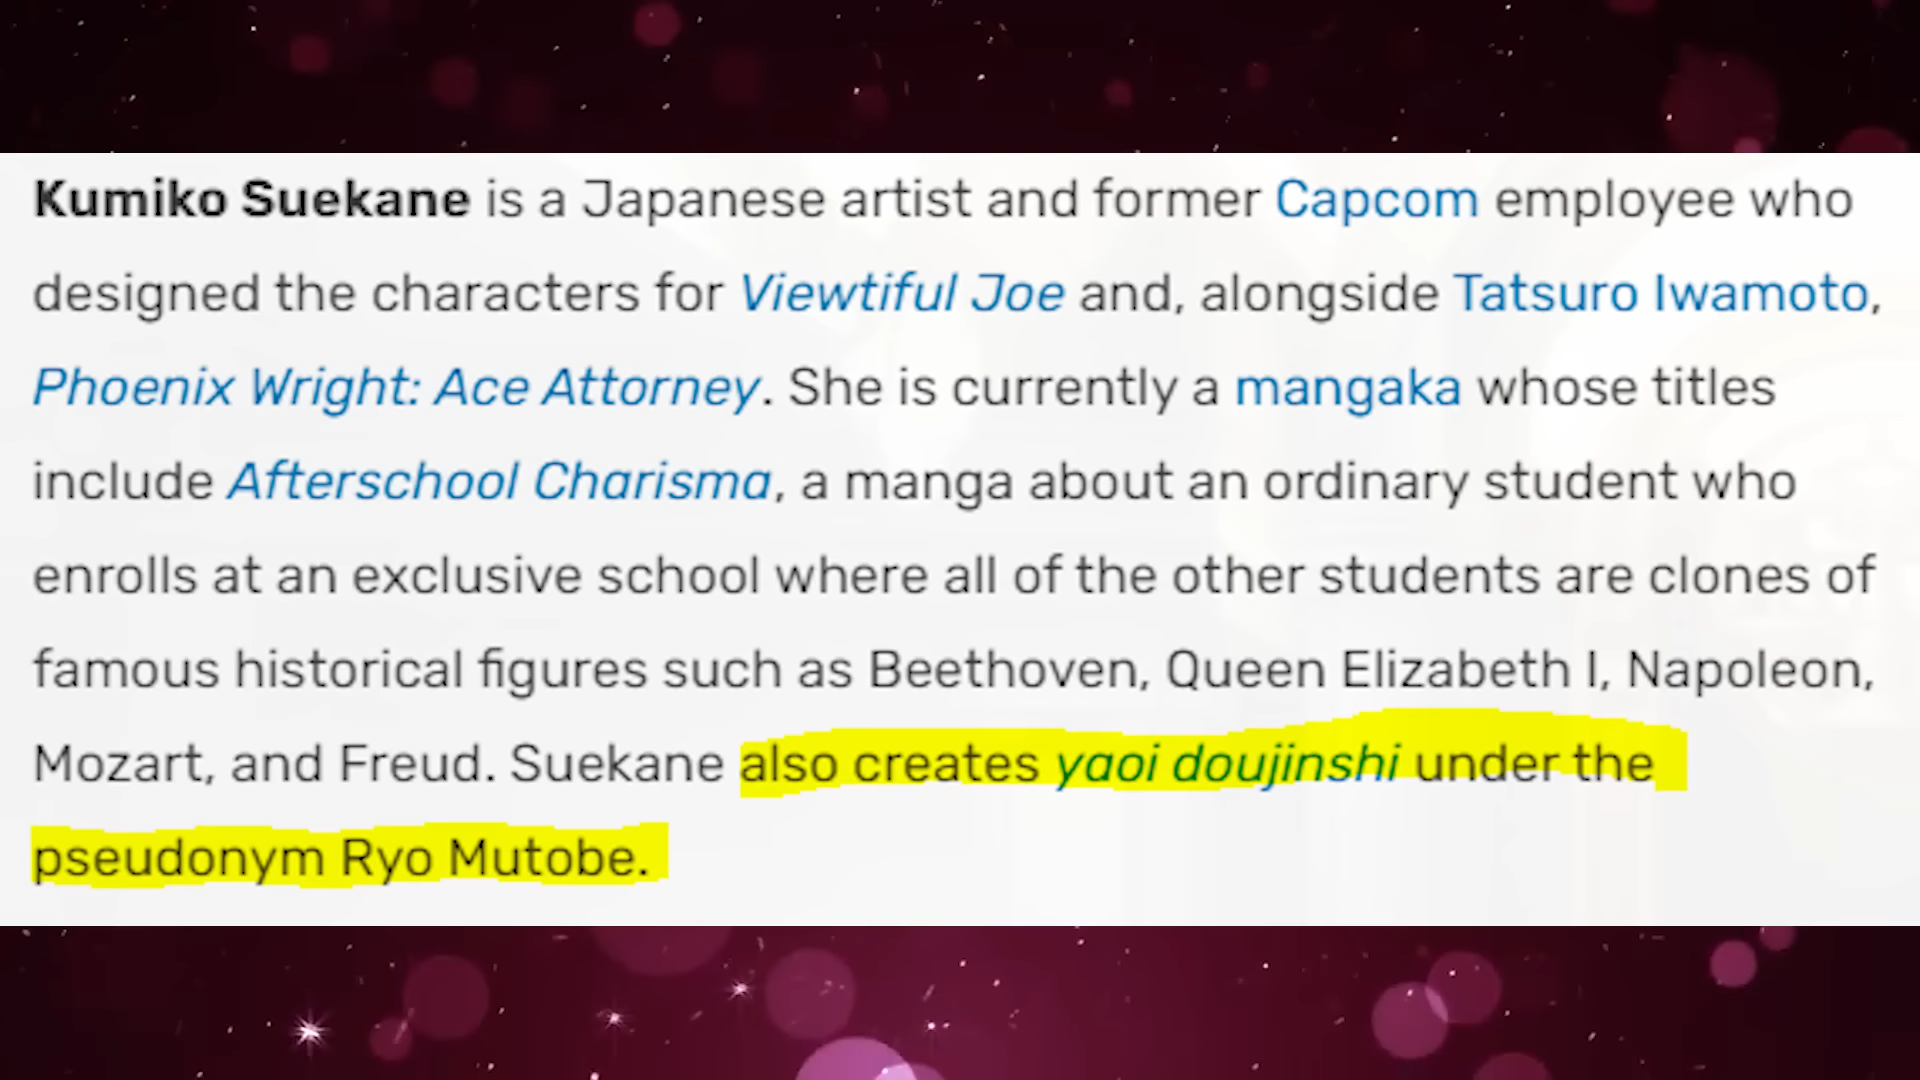 Kumiko Suekane is a Japanese artist and former Capcom employee who
designed the characters for Viewtiful Joe and, alongside Tatsuro Iwamoto,
Phoenix Wright: Ace Attorney. She is currently a mangaka whose titles
include Afterschool Charisma, a manga about an ordinary student who
enrolls at an exclusive school where all of the other students are clones of
famous historical figures such as Beethoven, Queen Elizabeth I, Napoleon,
Mozart, and Freud. Suekane also creates yaoi doujinshi under the
pseudonym Ryo Mutobe.